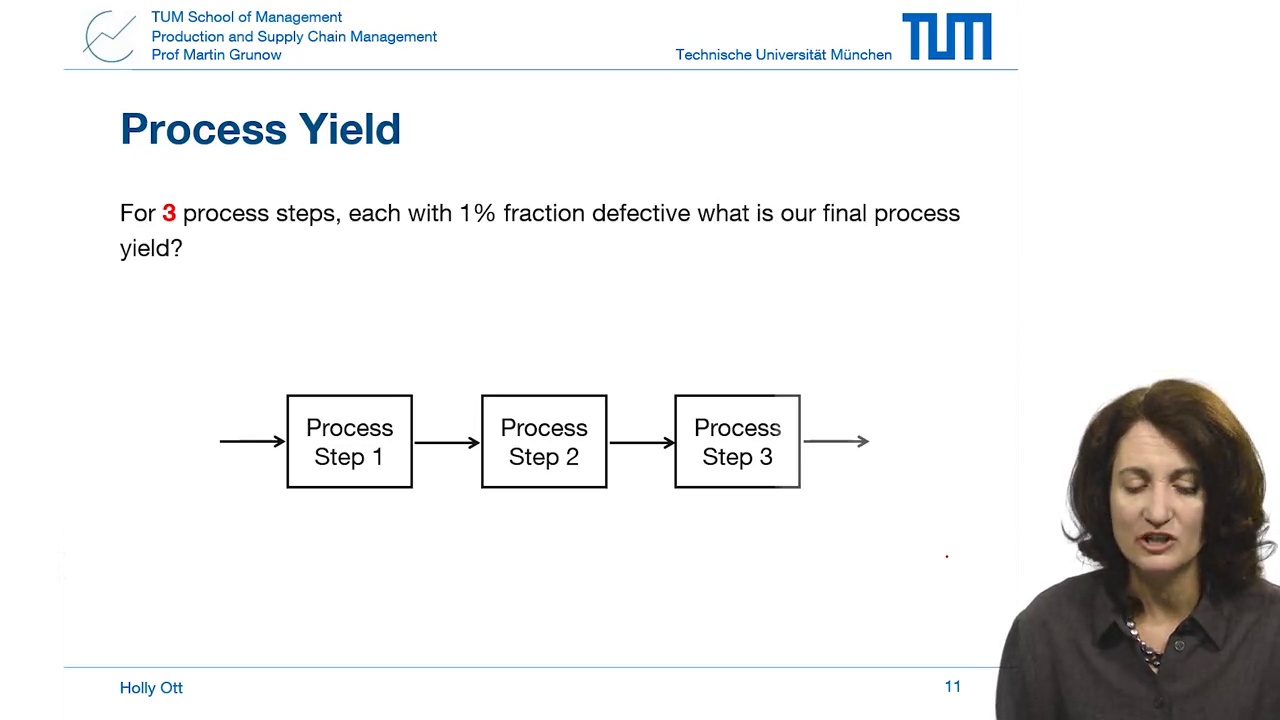 TUM School of Management
Production and Supply Chain Management
Prof Martin Grunow
Technische Universität München
TUM
Process Yield
For 3 process steps, each with 1% fraction defective what is our final process
yield?
Process
Step 1
Process
Step 2
Process
Step 3
Holly Ott
11